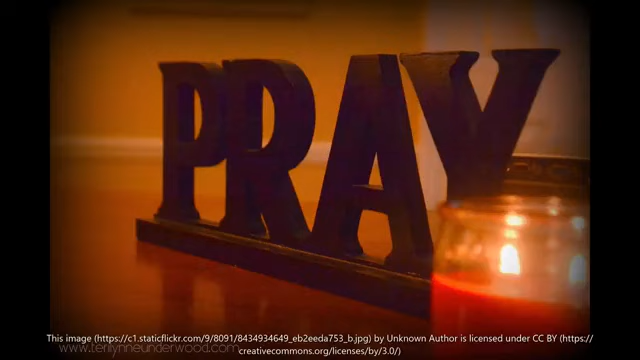 PRAY
This image (https://c1.staticflickr.com/9/8091/8434934649_eb2eeda753_b.jpg) by Unknown Author is licensed under CC BY (https://
creativecommons.org/licenses/by/3.0/)
www.terilynneunderwood.com